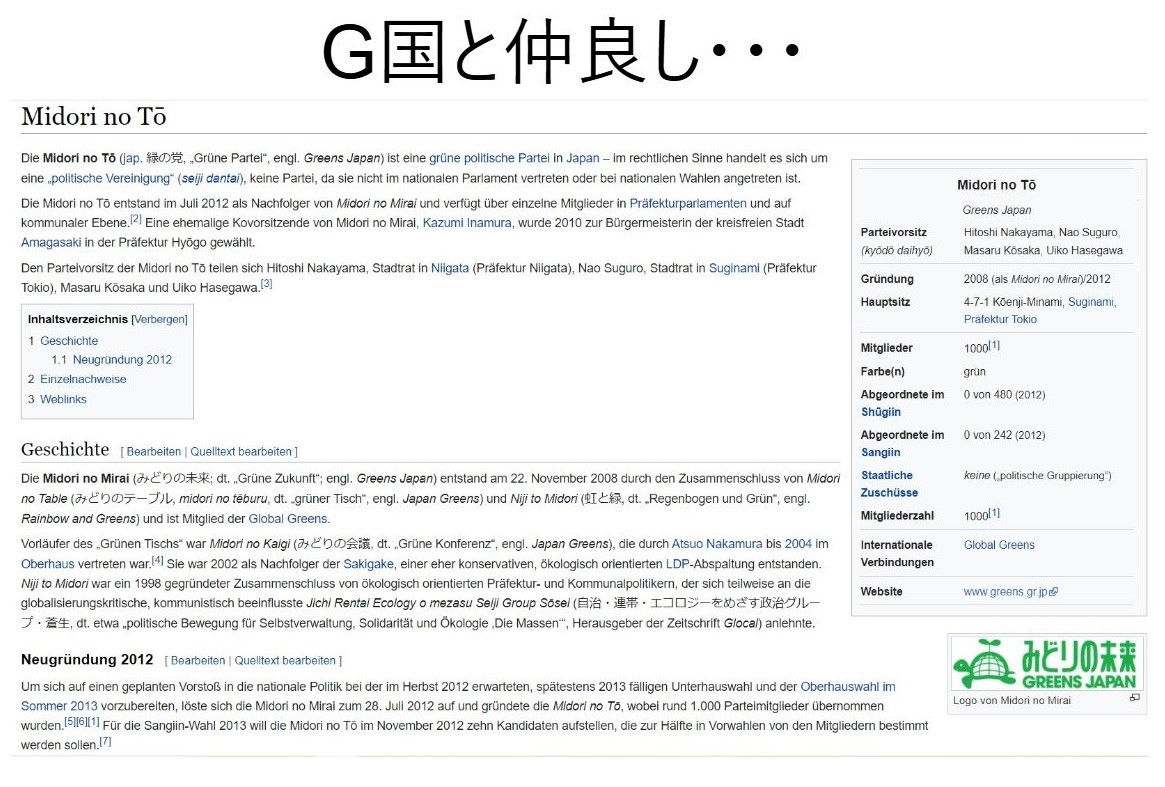 G国と仲良し・・・
Midori no Tō
Die Midori no Tō (jap. 緑の党, „Grüne Partei“, engl. Greens Japan) ist eine grüne politische Partei in Japan – im rechtlichen Sinne handelt es sich um
eine „politische Vereinigung“ (seiji dantai), keine Partei, da sie nicht im nationalen Parlament vertreten oder bei nationalen Wahlen angetreten ist.
Die Midori no Tō entstand im Juli 2012 als Nachfolger von Midori no Mirai und verfügt über einzelne Mitglieder in Präfekturparlamenten und auf
kommunaler Ebene.[2] Eine ehemalige Kovorsitzende von Midori no Mirai, Kazumi Inamura, wurde 2010 zur Bürgermeisterin der kreisfreien Stadt
Amagasaki in der Präfektur Hyōgo gewählt.
Den Parteivorsitz der Midori no Tō teilen sich Hitoshi Nakayama, Stadtrat in Niigata (Präfektur Niigata), Nao Suguro, Stadtrat in Suginami (Präfektur
Tokio), Masaru Kōsaka und Uiko Hasegawa.[3]
Inhaltsverzeichnis [Verbergen]
1 Geschichte
1.1 Neugründung 2012
2 Einzelnachweise
3 Weblinks
Geschichte [ Bearbeiten | Quelltext bearbeiten ]
Die Midori no Mirai (みどりの未来; dt. „Grüne Zukunft“; engl. Greens Japan) entstand am 22. November 2008 durch den Zusammenschluss von Midori
no Table (みどりのテーブル, midori no tēburu, dt. „grüner Tisch“, engl. Japan Greens) und Niji to Midori (虹と緑, dt. „Regenbogen und Grün“, engl.
Rainbow and Greens) und ist Mitglied der Global Greens.
Vorläufer des „Grünen Tischs“ war Midori no Kaigi (みどりの会議, dt. „Grüne Konferenz“, engl. Japan Greens), die durch Atsuo Nakamura bis 2004 im
Oberhaus vertreten war.[4] Sie war 2002 als Nachfolger der Sakigake, einer eher konservativen, ökologisch orientierten LDP-Abspaltung entstanden.
Niji to Midori war ein 1998 gegründeter Zusammenschluss von ökologisch orientierten Präfektur- und Kommunalpolitikern, der sich teilweise an die
globalisierungskritische, kommunistisch beeinflusste Jichi Rentai Ecology o mezasu Seiji Group Sōsei (自治・連帯・エコロジーをめざす政治グルー
プ・蒼生, dt. etwa „politische Bewegung für Selbstverwaltung, Solidarität und Ökologie ‚Die Massen‘“, Herausgeber der Zeitschrift Glocal) anlehnte.
Neugründung 2012 [ Bearbeiten | Quelltext bearbeiten ]
Um sich auf einen geplanten Vorstoß in die nationale Politik bei der im Herbst 2012 erwarteten, spätestens 2013 fälligen Unterhauswahl und der Oberhauswahl im
Sommer 2013 vorzubereiten, löste sich die Midori no Mirai zum 28. Juli 2012 auf und gründete die Midori no Tō, wobei rund 1.000 Parteimitglieder übernommen
wurden.[5][6][1] Für die Sangiin-Wahl 2013 will die Midori no Tō im November 2012 zehn Kandidaten aufstellen, die zur Hälfte in Vorwahlen von den Mitgliedern bestimmt
werden sollen.[7]
Midori no Tō
Greens Japan
Parteivorsitz Hitoshi Nakayama, Nao Suguro,
(kyōdō daihyō) Masaru Kōsaka, Uiko Hasegawa
Gründung 2008 (als Midori no Mirai)/2012
Hauptsitz 4-7-1 Kōenji-Minami, Suginami,
Präfektur Tokio
Mitglieder 1000[1]
Farbe(n) grün
Abgeordnete im 0 von 480 (2012)
Shūgiin
Abgeordnete im 0 von 242 (2012)
Sangiin
Staatliche keine („politische Gruppierung“)
Zuschüsse
Mitgliederzahl 1000[1]
Internationale Global Greens
Verbindungen
Website www.greens.gr.jp
みどりの未来
GREENS JAPAN
Logo von Midori no Mirai